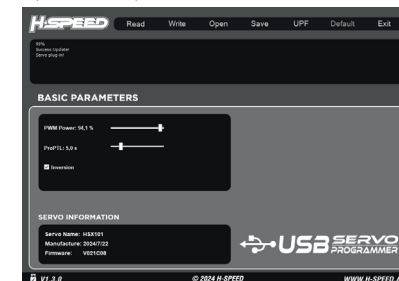 H-SPEED Read Write Open Save UPF Default Exit
99%
Success Update!
Servo plug-in!
BASIC PARAMETERS
PWM Power: 94,1 %
ProPTL: 5,0 s
Inversion
SERVO INFORMATION
Servo Name: HSX101
Manufacture: 2024/7/22
Firmware: V021C08
USB SERVO PROGRAMMER
V1.3.0 © 2024 H-SPEED WWW.H-SPEED